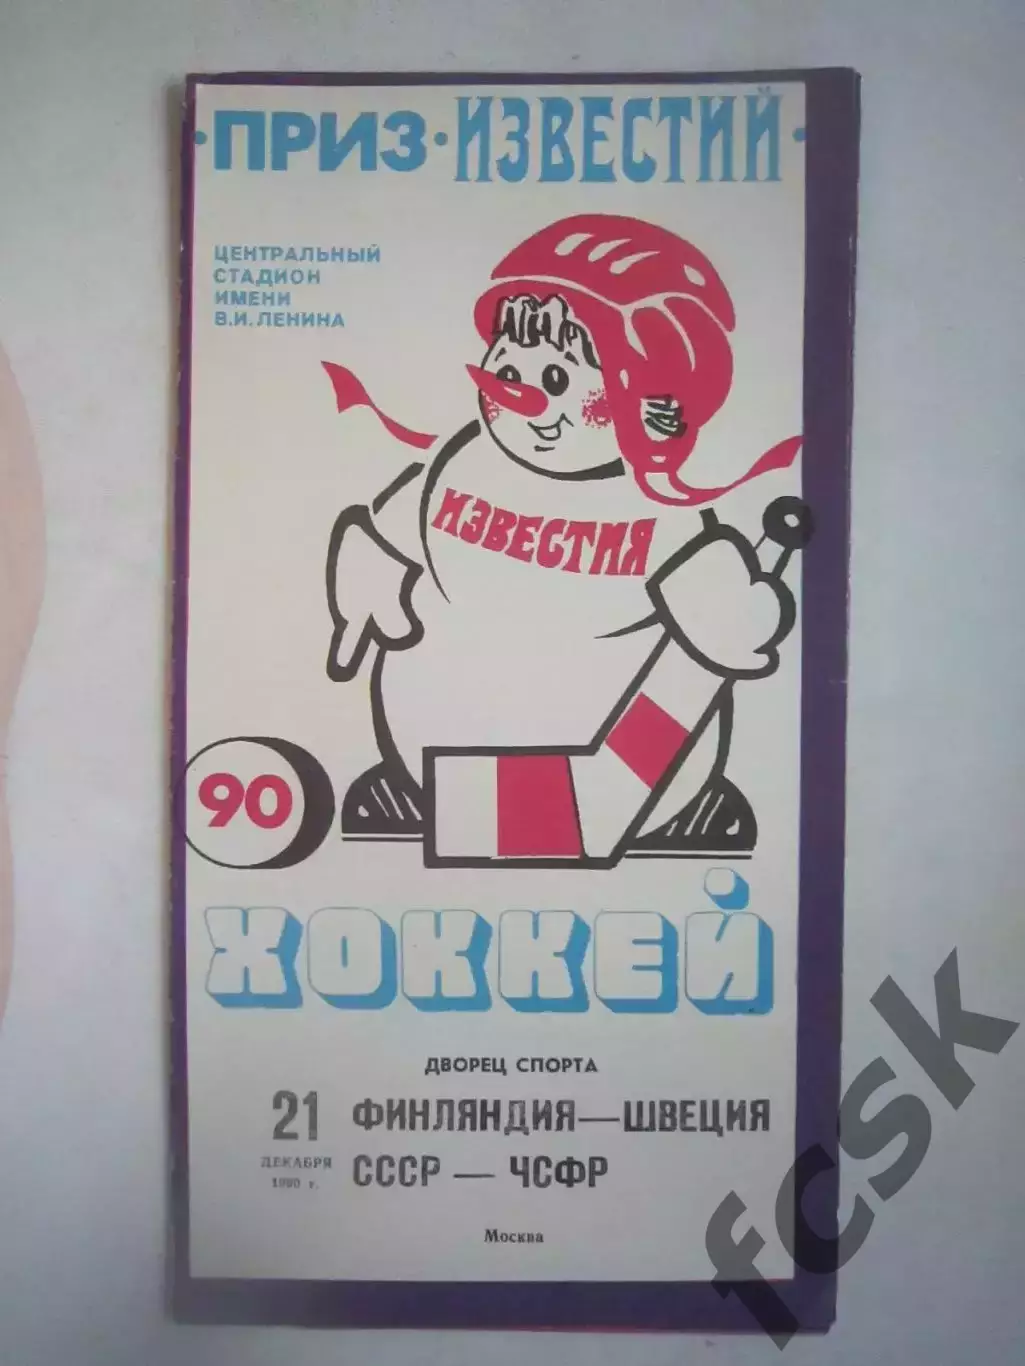 ·ПРИЗ·ИЗВЕСТИЙ·
ЦЕНТРАЛЬНЫЙ
СТАДИОН
ИМЕНИ
В.И.ЛЕНИНА
ИЗВЕСТИЯ
90
ХОККЕЙ
ДВОРЕЦ СПОРТА
21 ФИНЛЯНДИЯ—ШВЕЦИЯ
ДЕКАБРЯ
1990 г.
СССР — ЧСФР
Москва
fcsk